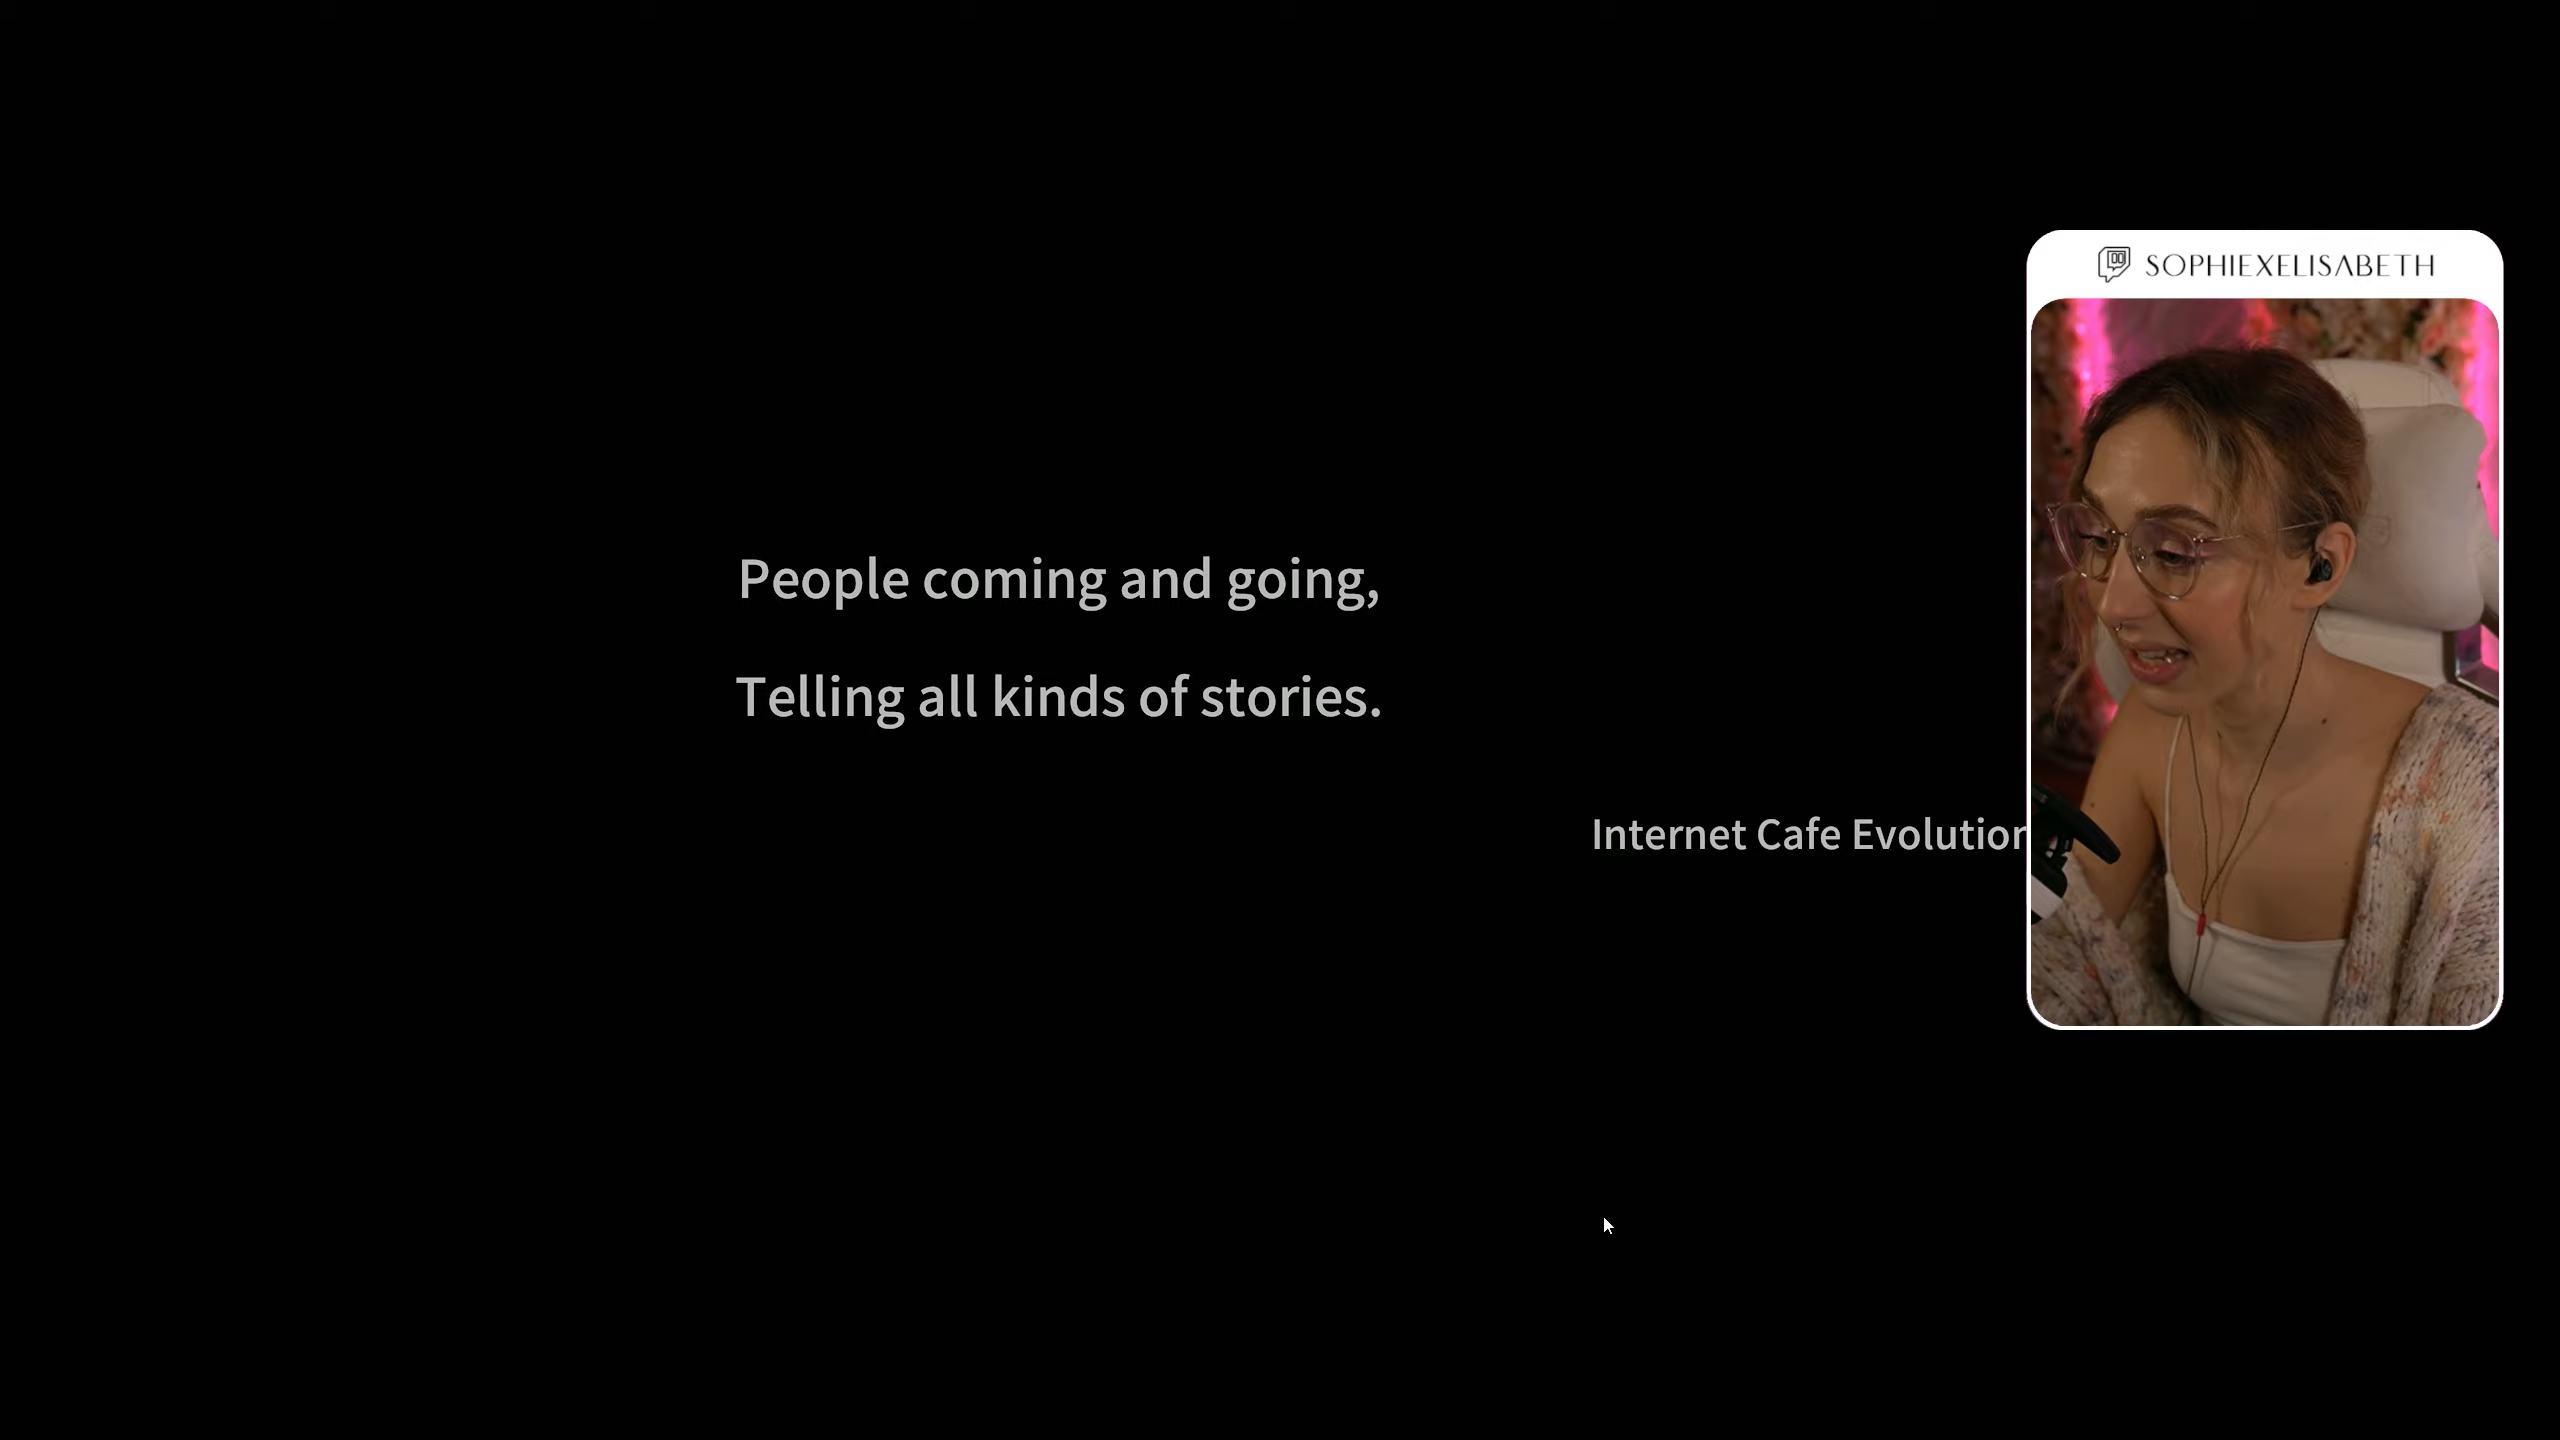 SOPHIEXELISABETH
People coming and going,
Telling all kinds of stories.
Internet Cafe Evolution